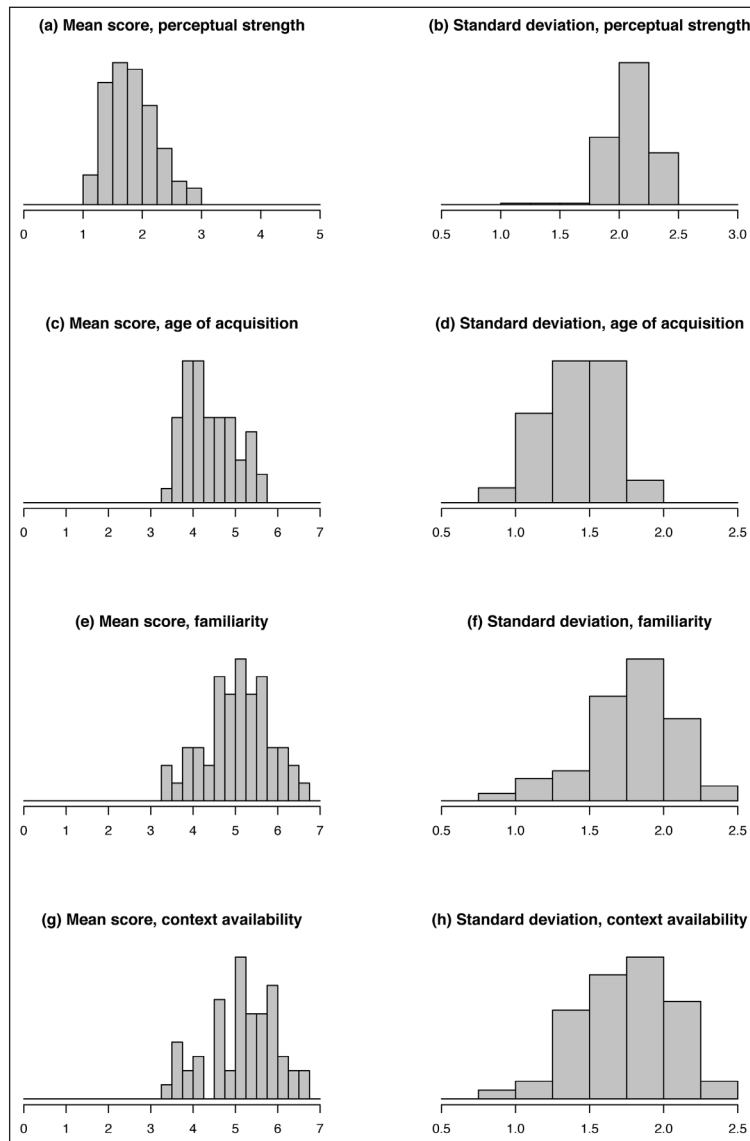 (a) Mean score, perceptual strength
0 1 2 3 4 5
(b) Standard deviation, perceptual strength
0.5 1.0 1.5 2.0 2.5 3.0
(c) Mean score, age of acquisition
0 1 2 3 4 5 6 7
(d) Standard deviation, age of acquisition
0.5 1.0 1.5 2.0 2.5
(e) Mean score, familiarity
0 1 2 3 4 5 6 7
(f) Standard deviation, familiarity
0.5 1.0 1.5 2.0 2.5
(g) Mean score, context availability
0 1 2 3 4 5 6 7
(h) Standard deviation, context availability
0.5 1.0 1.5 2.0 2.5